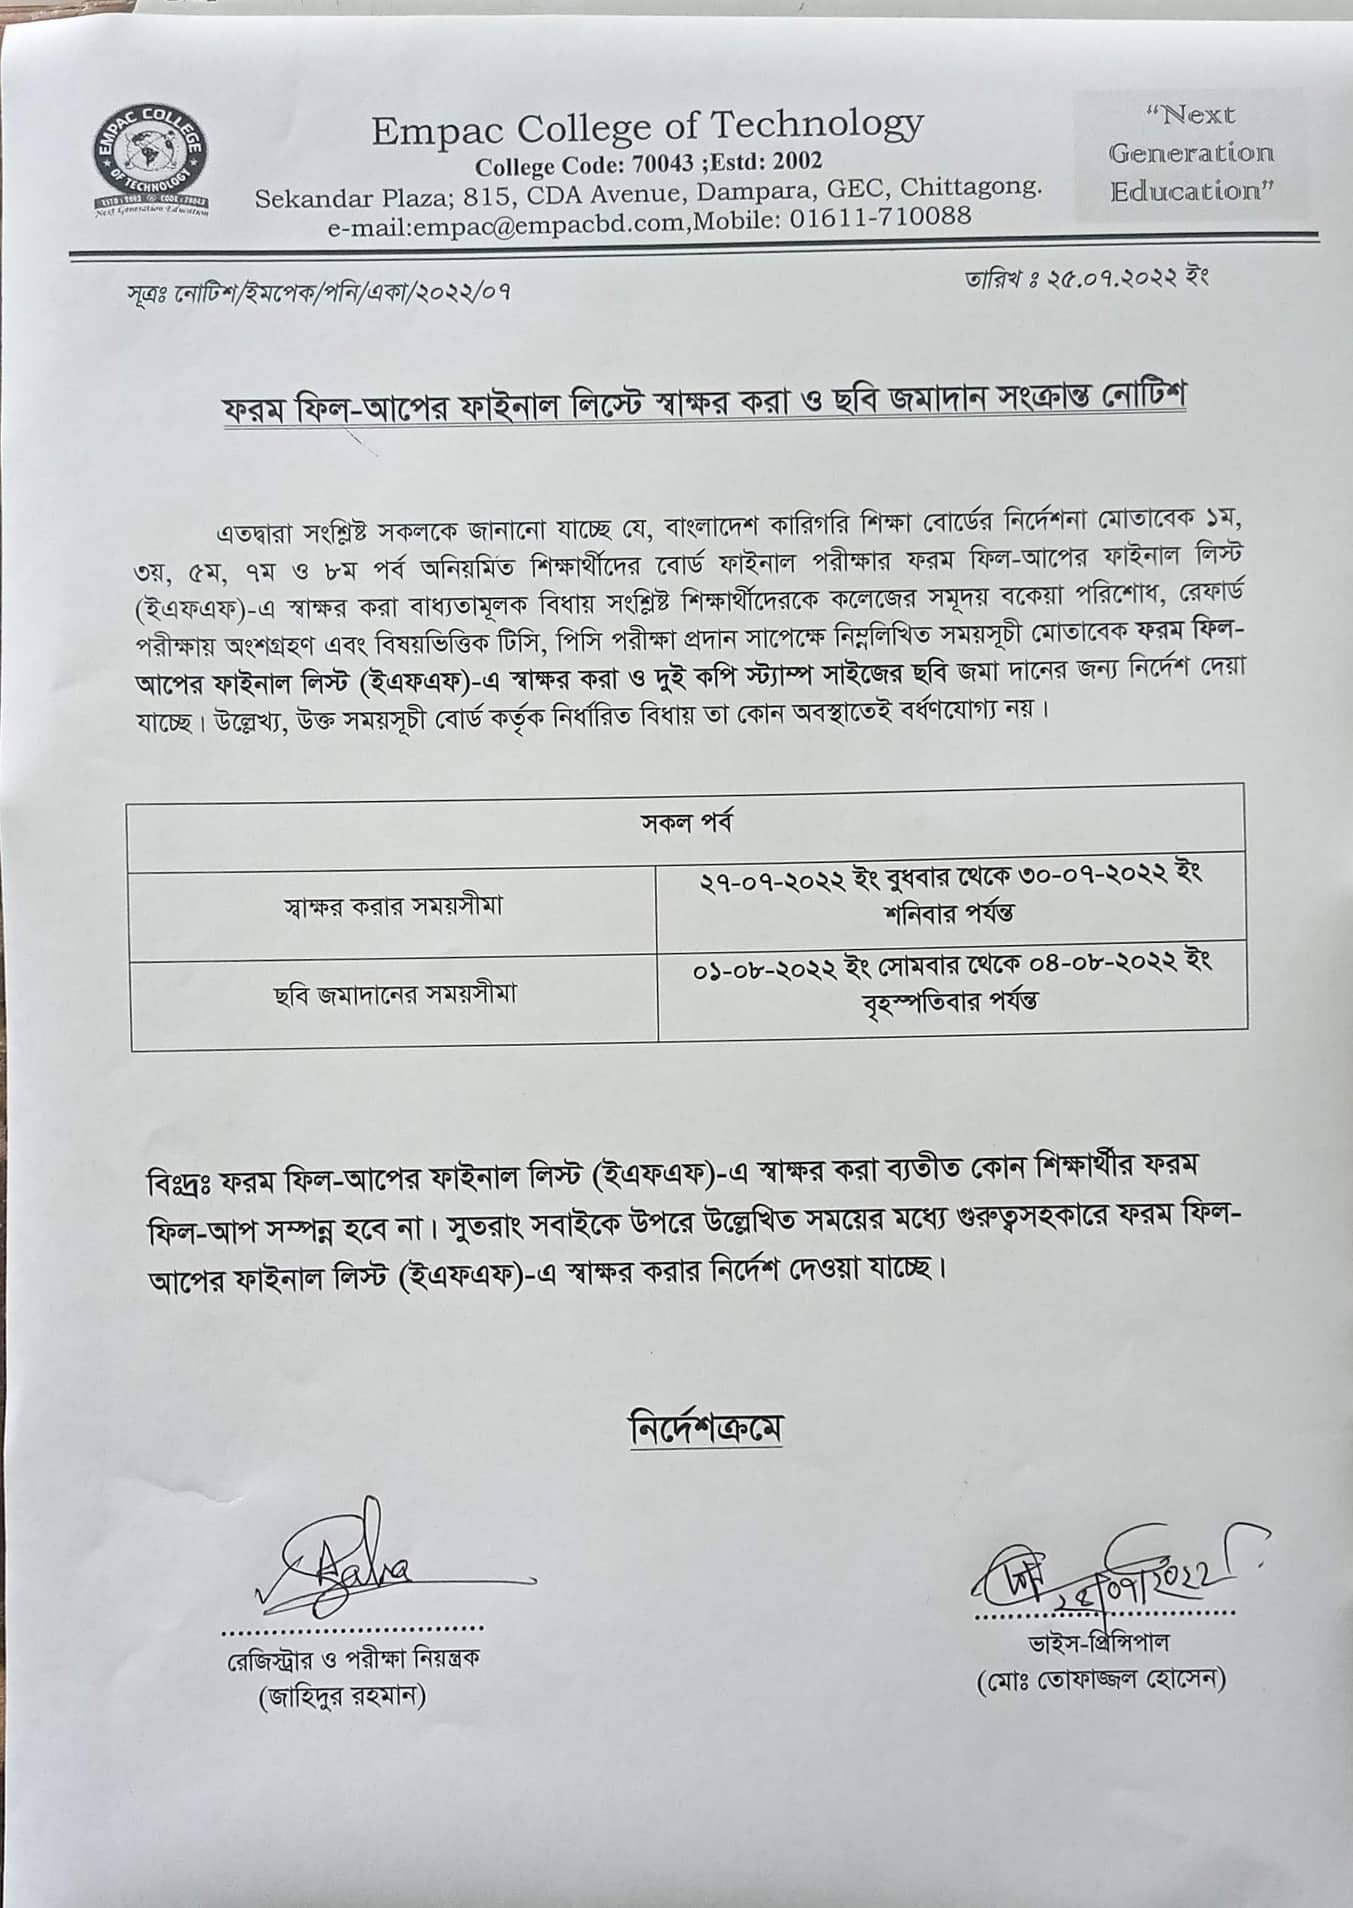 EMPAC COLLEGE
OF TECHNOLOGY
ESTD : 2002 CODE : 70043
Next Generation Education
Empac College of Technology
College Code: 70043 ;Estd: 2002
Sekandar Plaza; 815, CDA Avenue, Dampara, GEC, Chittagong.
e-mail:empac@empacbd.com,Mobile: 01611-710088
“Next
Generation
Education”
সূত্রঃ নোটিশ/ইমপেক/পনি/একা/২০২২/০৭
তারিখ ঃ ২৫.০৭.২০২২ ইং
ফরম ফিল-আপের ফাইনাল লিস্টে স্বাক্ষর করা ও ছবি জমাদান সংক্রান্ত নোটিশ
এতদ্বারা সংশ্লিষ্ট সকলকে জানানো যাচ্ছে যে, বাংলাদেশ কারিগরি শিক্ষা বোর্ডের নির্দেশনা মোতাবেক ১ম,
৩য়, ৫ম, ৭ম ও ৮ম পর্ব অনিয়মিত শিক্ষার্থীদের বোর্ড ফাইনাল পরীক্ষার ফরম ফিল-আপের ফাইনাল লিস্ট
(ইএফএফ)-এ স্বাক্ষর করা বাধ্যতামূলক বিধায় সংশ্লিষ্ট শিক্ষার্থীদেরকে কলেজের সমূদয় বকেয়া পরিশোধ, রেফার্ড
পরীক্ষায় অংশগ্রহণ এবং বিষয়ভিত্তিক টিসি, পিসি পরীক্ষা প্রদান সাপেক্ষে নিম্নলিখিত সময়সূচী মোতাবেক ফরম ফিল-
আপের ফাইনাল লিস্ট (ইএফএফ)-এ স্বাক্ষর করা ও দুই কপি স্ট্যাম্প সাইজের ছবি জমা দানের জন্য নির্দেশ দেয়া
যাচ্ছে। উল্লেখ্য, উক্ত সময়সূচী বোর্ড কর্তৃক নির্ধারিত বিধায় তা কোন অবস্থাতেই বর্ধণযোগ্য নয়।
সকল পর্ব
স্বাক্ষর করার সময়সীমা
২৭-০৭-২০২২ ইং বুধবার থেকে ৩০-০৭-২০২২ ইং
শনিবার পর্যন্ত
ছবি জমাদানের সময়সীমা
০১-০৮-২০২২ ইং সোমবার থেকে ০৪-০৮-২০২২ ইং
বৃহস্পতিবার পর্যন্ত
বিঃদ্রঃ ফরম ফিল-আপের ফাইনাল লিস্ট (ইএফএফ)-এ স্বাক্ষর করা ব্যতীত কোন শিক্ষার্থীর ফরম
ফিল-আপ সম্পন্ন হবে না। সুতরাং সবাইকে উপরে উল্লেখিত সময়ের মধ্যে গুরুত্বসহকারে ফরম ফিল-
আপের ফাইনাল লিস্ট (ইএফএফ)-এ স্বাক্ষর করার নির্দেশ দেওয়া যাচ্ছে।
নির্দেশক্রমে
রেজিস্ট্রার ও পরীক্ষা নিয়ন্ত্রক
(জাহিদুর রহমান)
ভাইস-প্রিন্সিপাল
(মোঃ তোফাজ্জল হোসেন)